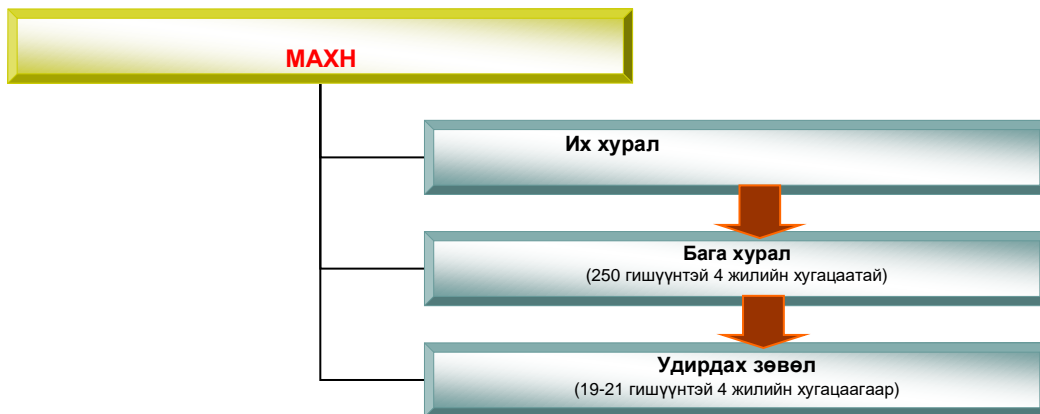 МАХН
Их хурал
Бага хурал
(250 гишүүнтэй 4 жилийн хугацаатай)
Удирдах зөвөл
(19-21 гишүүнтэй 4 жилийн хугацаагаар)